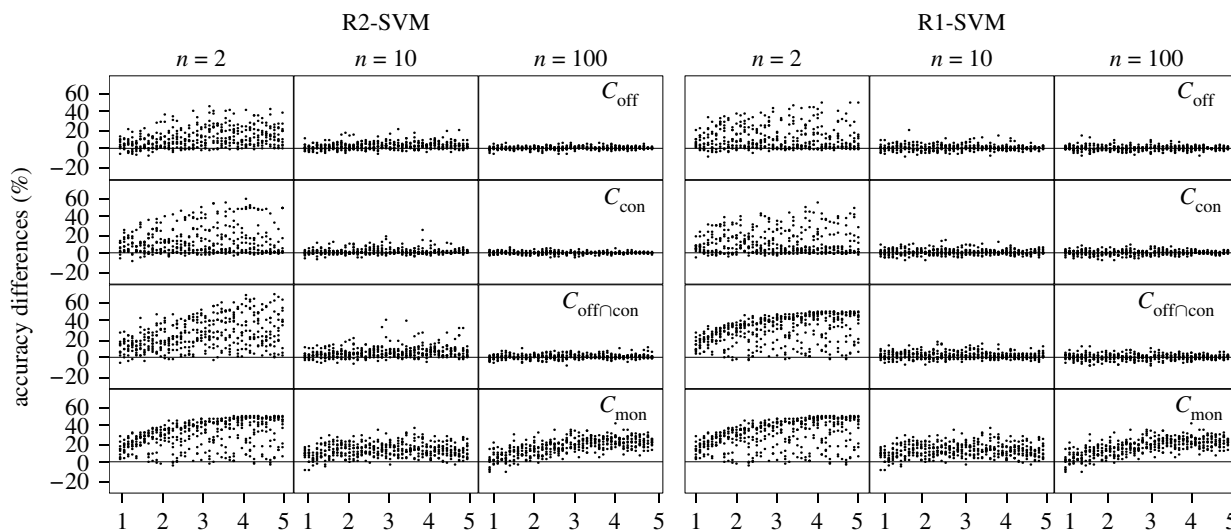 R2-SVM R1-SVM
n = 2 n = 10 n = 100 n = 2 n = 10 n = 100
accuracy differences (%)
60 C_off C_off
40
20
0
−20
60 C_con C_con
40
20
0
−20
60 C_off∩con C_off∩con
40
20
0
−20
60 C_mon C_mon
40
20
0
−20
1 2 3 4 5 1 2 3 4 5 1 2 3 4 5 1 2 3 4 5 1 2 3 4 5 1 2 3 4 5